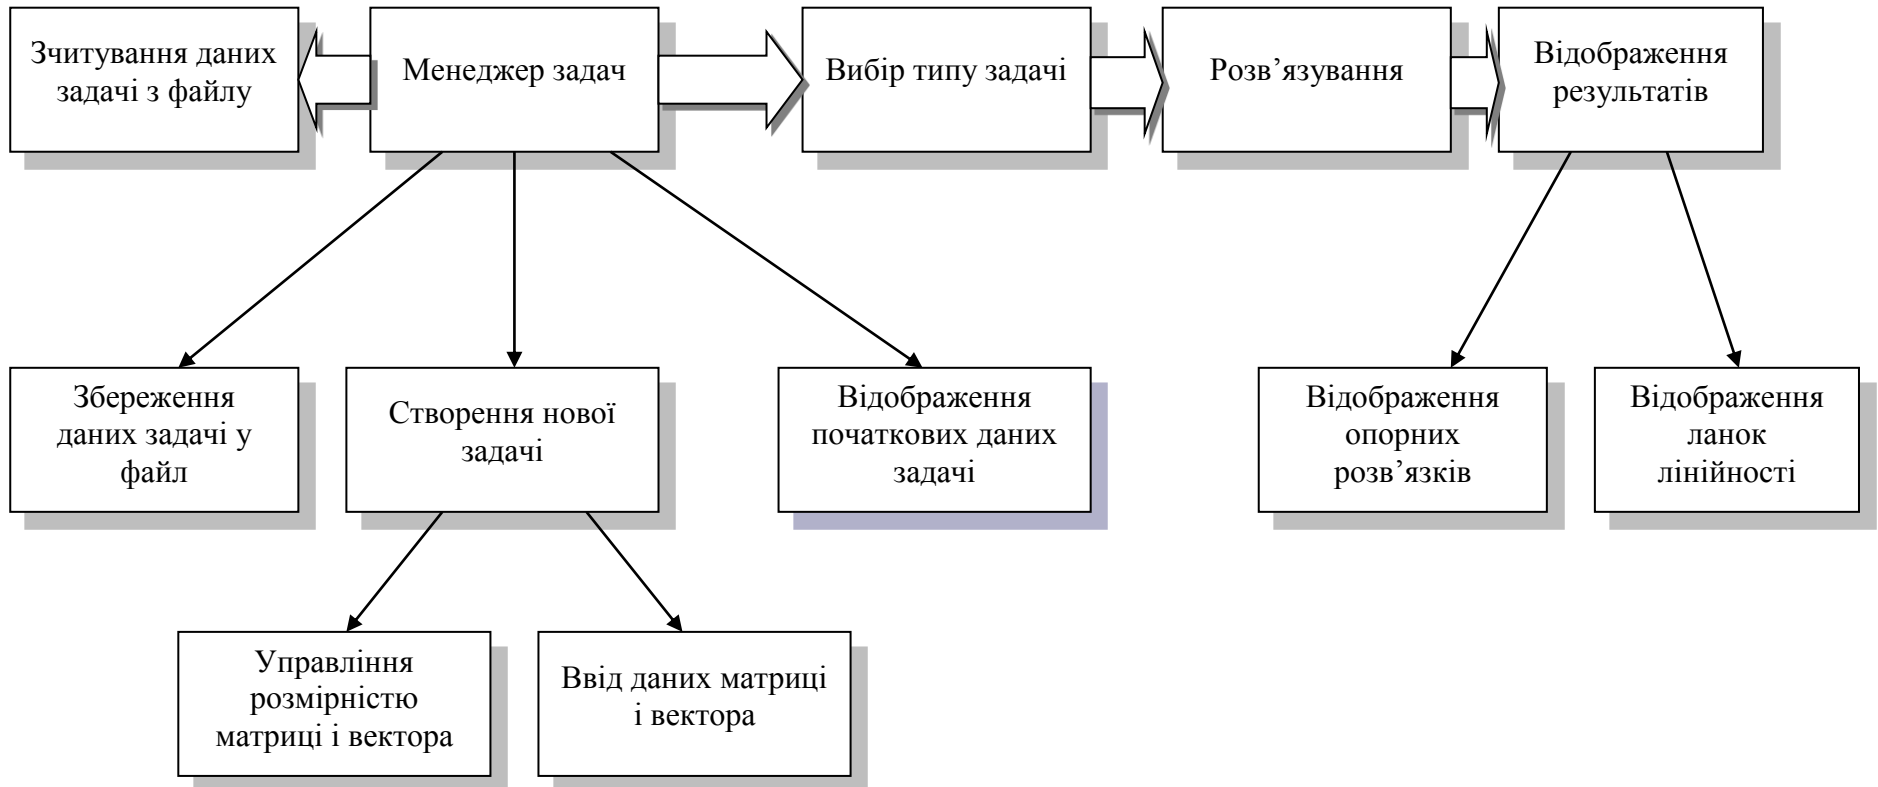 Зчитування даних
задачі з файлу
Менеджер задач
Вибір типу задачі
Розв’язування
Відображення
результатів
Збереження
даних задачі у
файл
Створення нової
задачі
Відображення
початкових даних
задачі
Відображення
опорних
розв’язків
Відображення
ланок
лінійності
Управління
розмірністю
матриці і вектора
Ввід даних матриці
і вектора